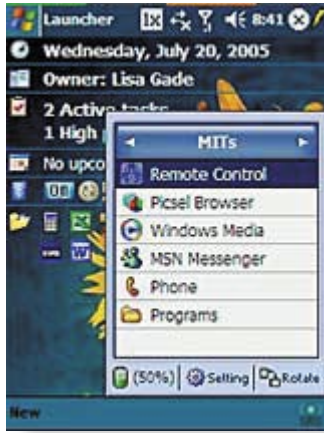 Launcher 1X 8:41
Wednesday, July 20, 2005
Owner: Lisa Gade
2 Active tasks
1 High
MITs
No upco
Remote Control
Picsel Browser
Windows Media
MSN Messenger
Phone
Programs
(50%) Setting Rotate
New